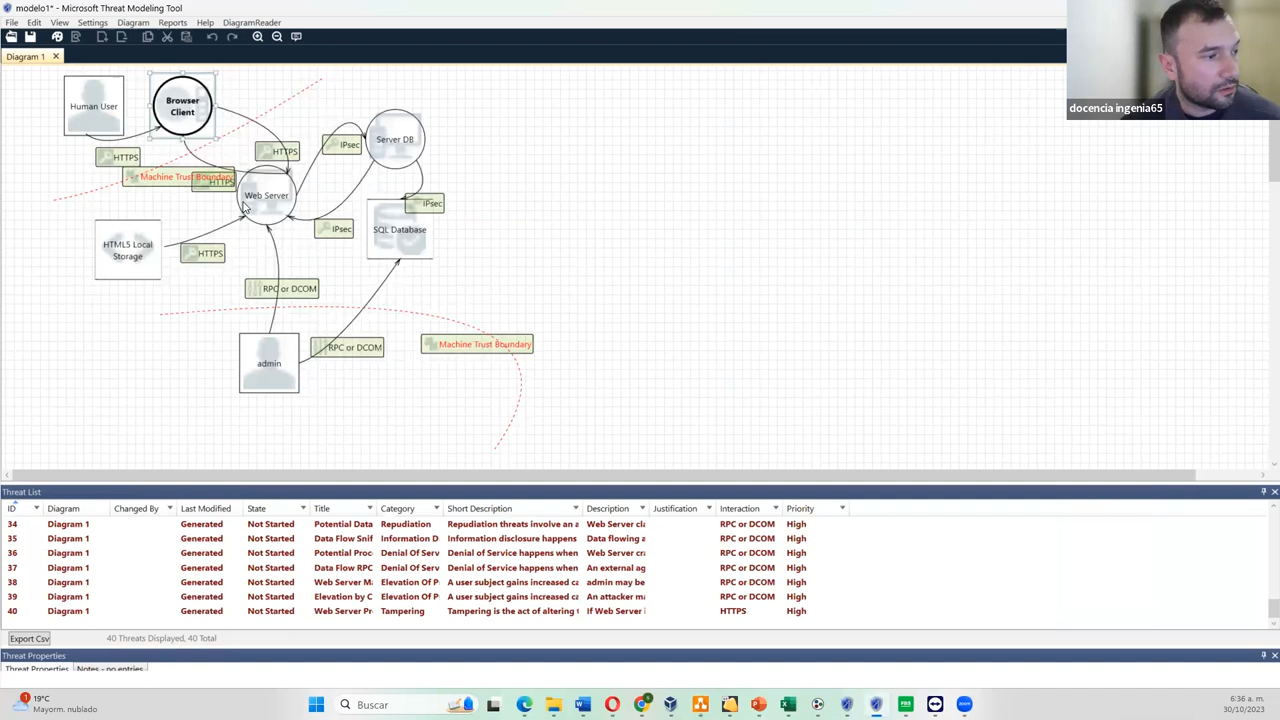 modelo1* - Microsoft Threat Modeling Tool
File Edit View Settings Diagram Reports Help DiagramReader
Diagram 1
docencia ingenia65
Human User
Browser Client
HTTPS
HTTPS
IPsec
Server DB
Machine Trust Boundary
HTTPS
Web Server
IPsec
IPsec
SQL Database
HTML5 Local Storage
HTTPS
RPC or DCOM
RPC or DCOM
Machine Trust Boundary
admin
Threat List
ID Diagram Changed By Last Modified State Title Category Short Description Description Justification Interaction Priority
34 Diagram 1 Generated Not Started Potential Data Repudiation Repudiation threats involve an a Web Server cla RPC or DCOM High
35 Diagram 1 Generated Not Started Data Flow Snif Information D Information disclosure happens Data flowing a RPC or DCOM High
36 Diagram 1 Generated Not Started Potential Proc Denial Of Serv Denial of Service happens when Web Server cra RPC or DCOM High
37 Diagram 1 Generated Not Started Data Flow RPC Denial Of Serv Denial of Service happens when An external ag RPC or DCOM High
38 Diagram 1 Generated Not Started Web Server Ma Elevation Of P A user subject gains increased ca admin may be RPC or DCOM High
39 Diagram 1 Generated Not Started Elevation by C Elevation Of P A user subject gains increased ca An attacker ma RPC or DCOM High
40 Diagram 1 Generated Not Started Web Server Pr Tampering Tampering is the act of altering t If Web Server i HTTPS High
Export Csv 40 Threats Displayed, 40 Total
Threat Properties
Threat Properties Notes - no entries
1 19°C
Mayorm. nublado
Buscar
6:36 a. m.
30/10/2023